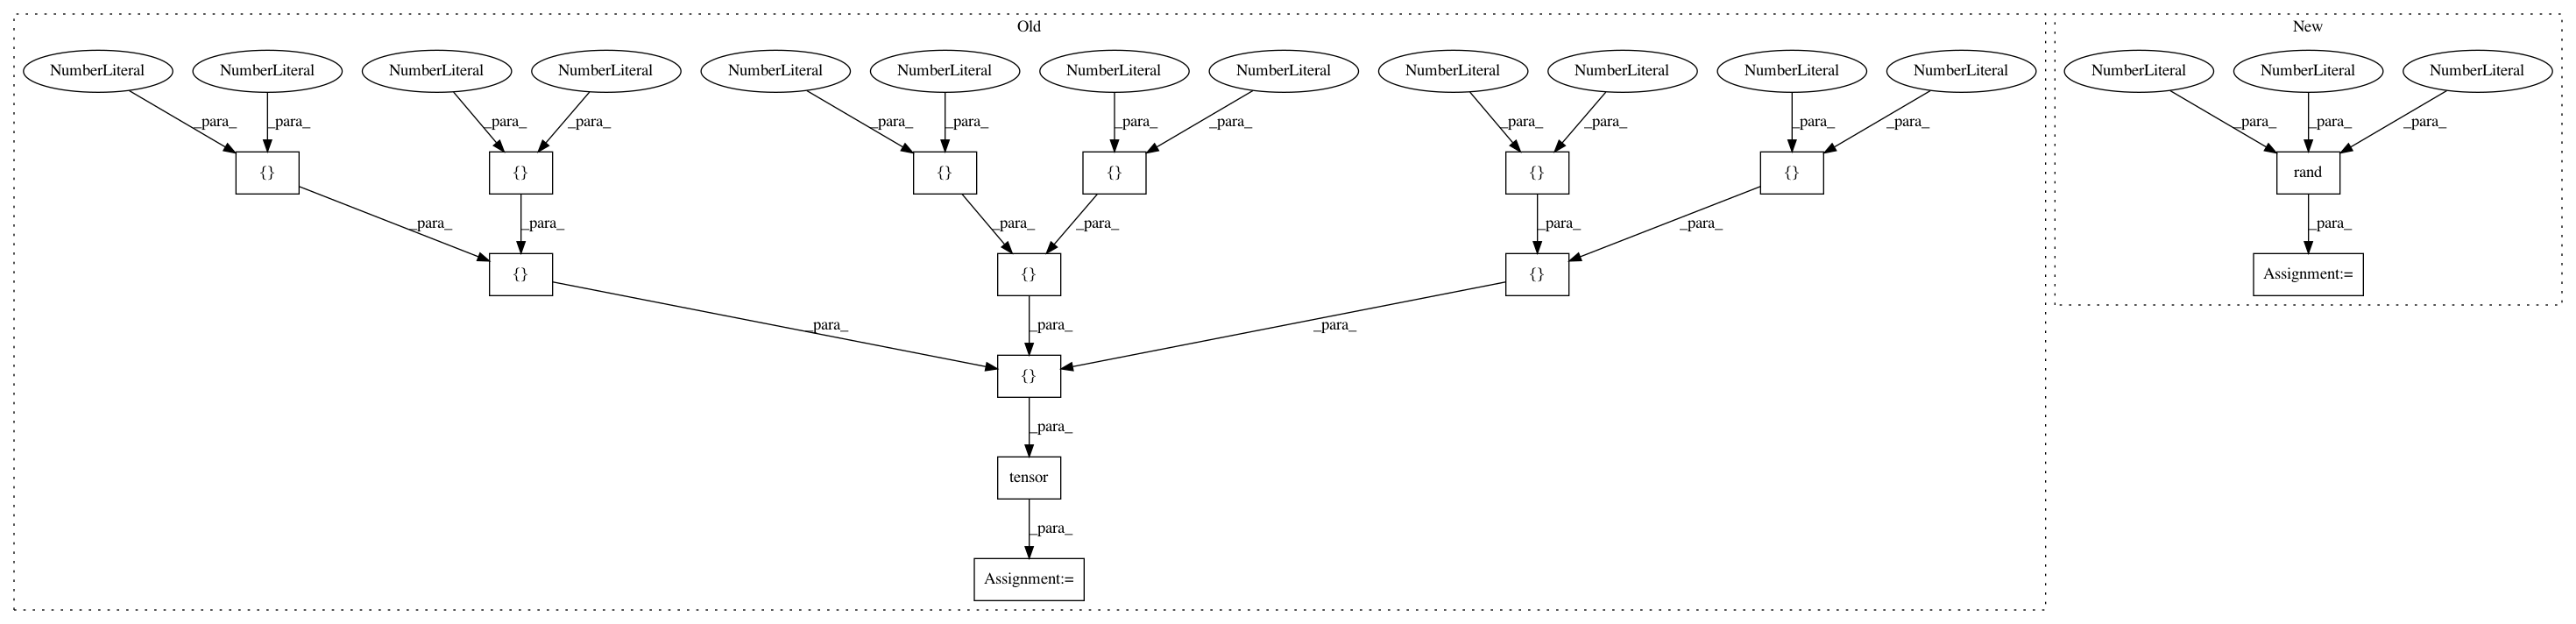 Old
New
NumberLiteral NumberLiteral NumberLiteral NumberLiteral NumberLiteral NumberLiteral NumberLiteral NumberLiteral NumberLiteral NumberLiteral NumberLiteral NumberLiteral NumberLiteral NumberLiteral NumberLiteral
_para_ _para_ _para_ _para_ _para_ _para_ _para_ _para_ _para_ _para_ _para_ _para_ _para_ _para_ _para_
{} {} {} {} {} {} rand
_para_ _para_ _para_ _para_ _para_ _para_ _para_
{} {} {} Assignment:=
_para_ _para_ _para_
{}
_para_
tensor
_para_
Assignment:=